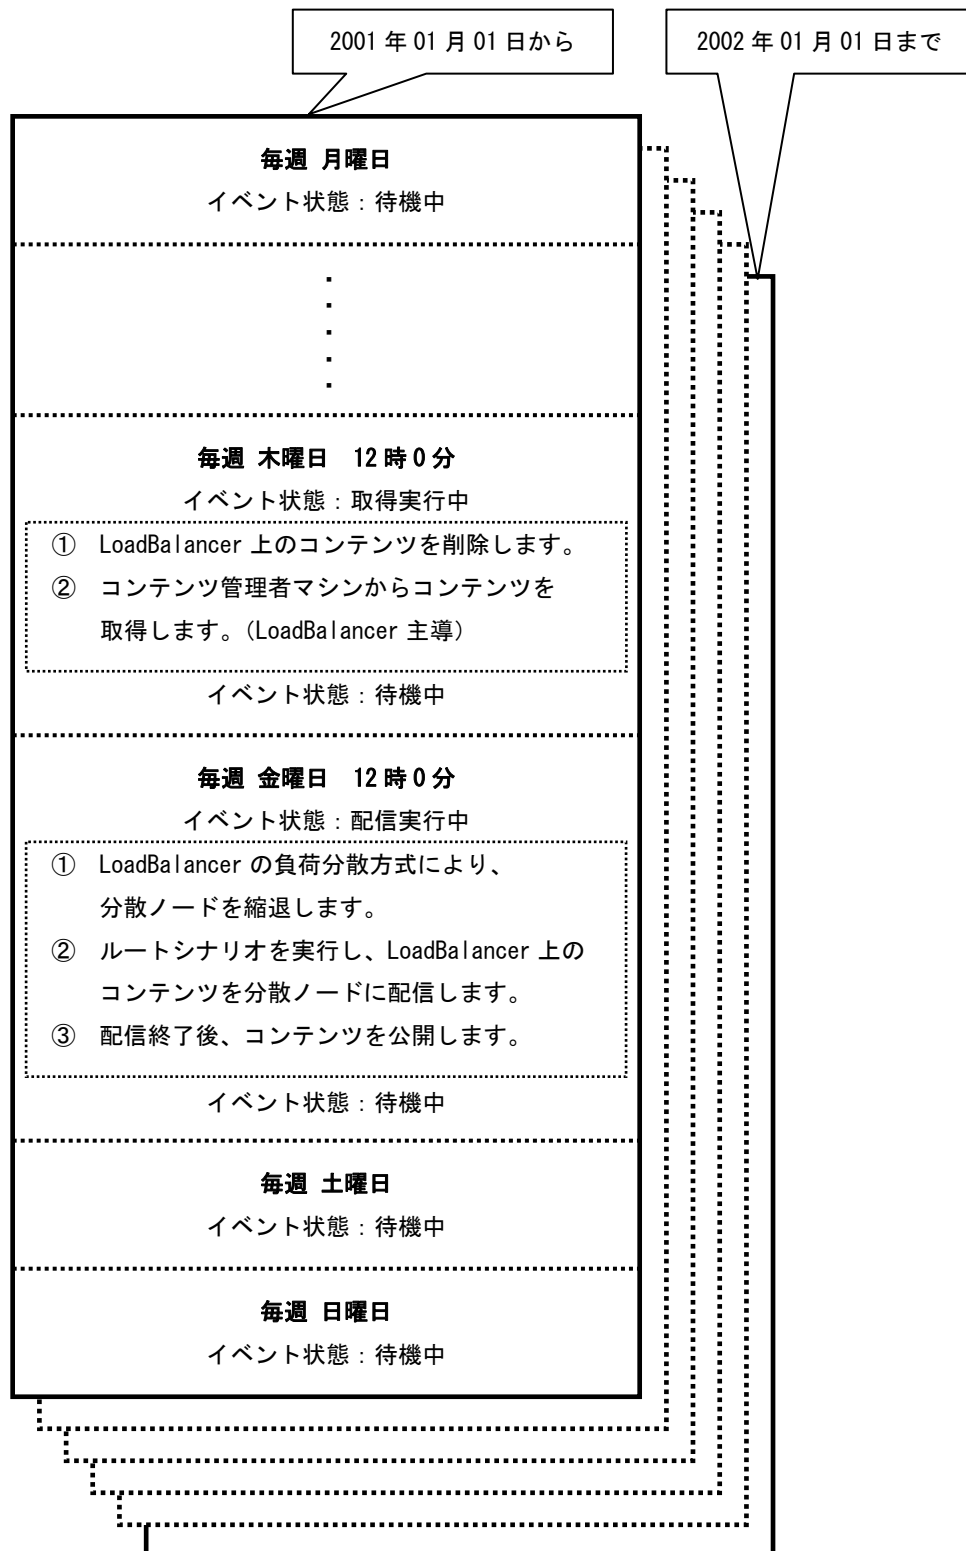 2001 年 01 月 01 日から
2002 年 01 月 01 日まで
毎週 月曜日
イベント状態：待機中
・
・
・
・
・
毎週 木曜日　12 時 0 分
イベント状態：取得実行中
① LoadBalancer 上のコンテンツを削除します。
② コンテンツ管理者マシンからコンテンツを
取得します。(LoadBalancer 主導)
イベント状態：待機中
毎週 金曜日　12 時 0 分
イベント状態：配信実行中
① LoadBalancer の負荷分散方式により、
分散ノードを縮退します。
② ルートシナリオを実行し、LoadBalancer 上の
コンテンツを分散ノードに配信します。
③ 配信終了後、コンテンツを公開します。
イベント状態：待機中
毎週 土曜日
イベント状態：待機中
毎週 日曜日
イベント状態：待機中